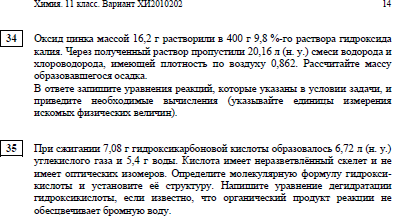 Химия. 11 класс. Вариант ХИ2010202
14
34
Оксид цинка массой 16,2 г растворили в 400 г 9,8 %-го раствора гидроксида
калия. Через полученный раствор пропустили 20,16 л (н. у.) смеси водорода и
хлороводорода, имеющей плотность по воздуху 0,862. Рассчитайте массу
образовавшегося осадка.
В ответе запишите уравнения реакций, которые указаны в условии задачи, и
приведите необходимые вычисления (указывайте единицы измерения
искомых физических величин).
35
При сжигании 7,08 г гидроксикарбоновой кислоты образовалось 6,72 л (н. у.)
углекислого газа и 5,4 г воды. Кислота имеет неразветвлённый скелет и не
имеет оптических изомеров. Определите молекулярную формулу гидрокси-
кислоты и установите её структуру. Напишите уравнение дегидратации
гидроксикислоты, если известно, что органический продукт реакции не
обесцвечивает бромную воду.